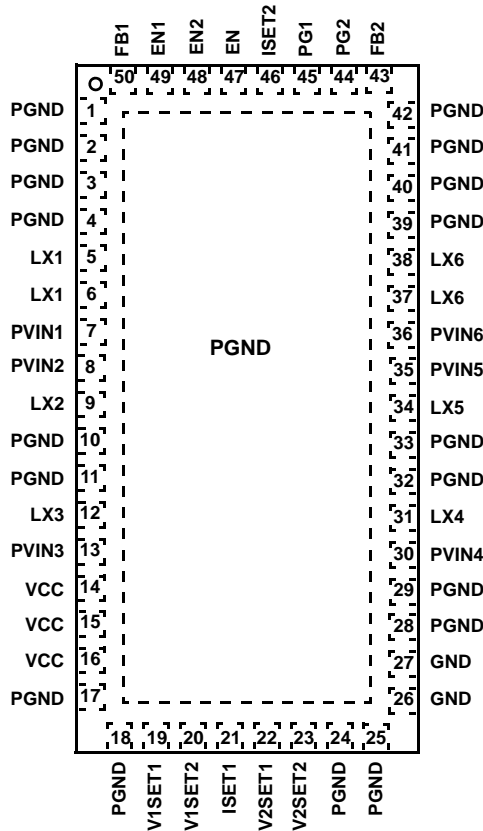 FB1 EN1 EN2 EN ISET2 PG1 PG2 FB2
50 49 48 47 46 45 44 43
PGND 1 42 PGND
PGND 2 41 PGND
PGND 3 40 PGND
PGND 4 39 PGND
LX1 5 38 LX6
LX1 6 37 LX6
PVIN1 7 36 PVIN6
PGND
PVIN2 8 35 PVIN5
LX2 9 34 LX5
PGND 10 33 PGND
PGND 11 32 PGND
LX3 12 31 LX4
PVIN3 13 30 PVIN4
VCC 14 29 PGND
VCC 15 28 PGND
VCC 16 27 GND
PGND 17 26 GND
18 19 20 21 22 23 24 25
PGND V1SET1 V1SET2 ISET1 V2SET1 V2SET2 PGND PGND